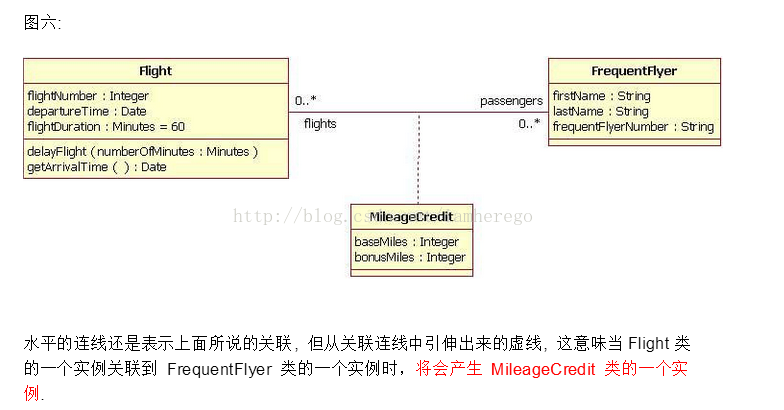 图六:
Flight
flightNumber : Integer
departureTime : Date
flightDuration : Minutes = 60
delayFlight ( numberOfMinutes : Minutes )
getArrivalTime ( ) : Date
0..*
flights
passengers
0..*
FrequentFlyer
firstName : String
lastName : String
frequentFlyerNumber : String
MileageCredit
baseMiles : Integer
bonusMiles : Integer
水平的连线还是表示上面所说的关联, 但从关联连线中引伸出来的虚线, 这意味当 Flight 类
的一个实例关联到 FrequentFlyer 类的一个实例时，将会产生 MileageCredit 类的一个实
例.